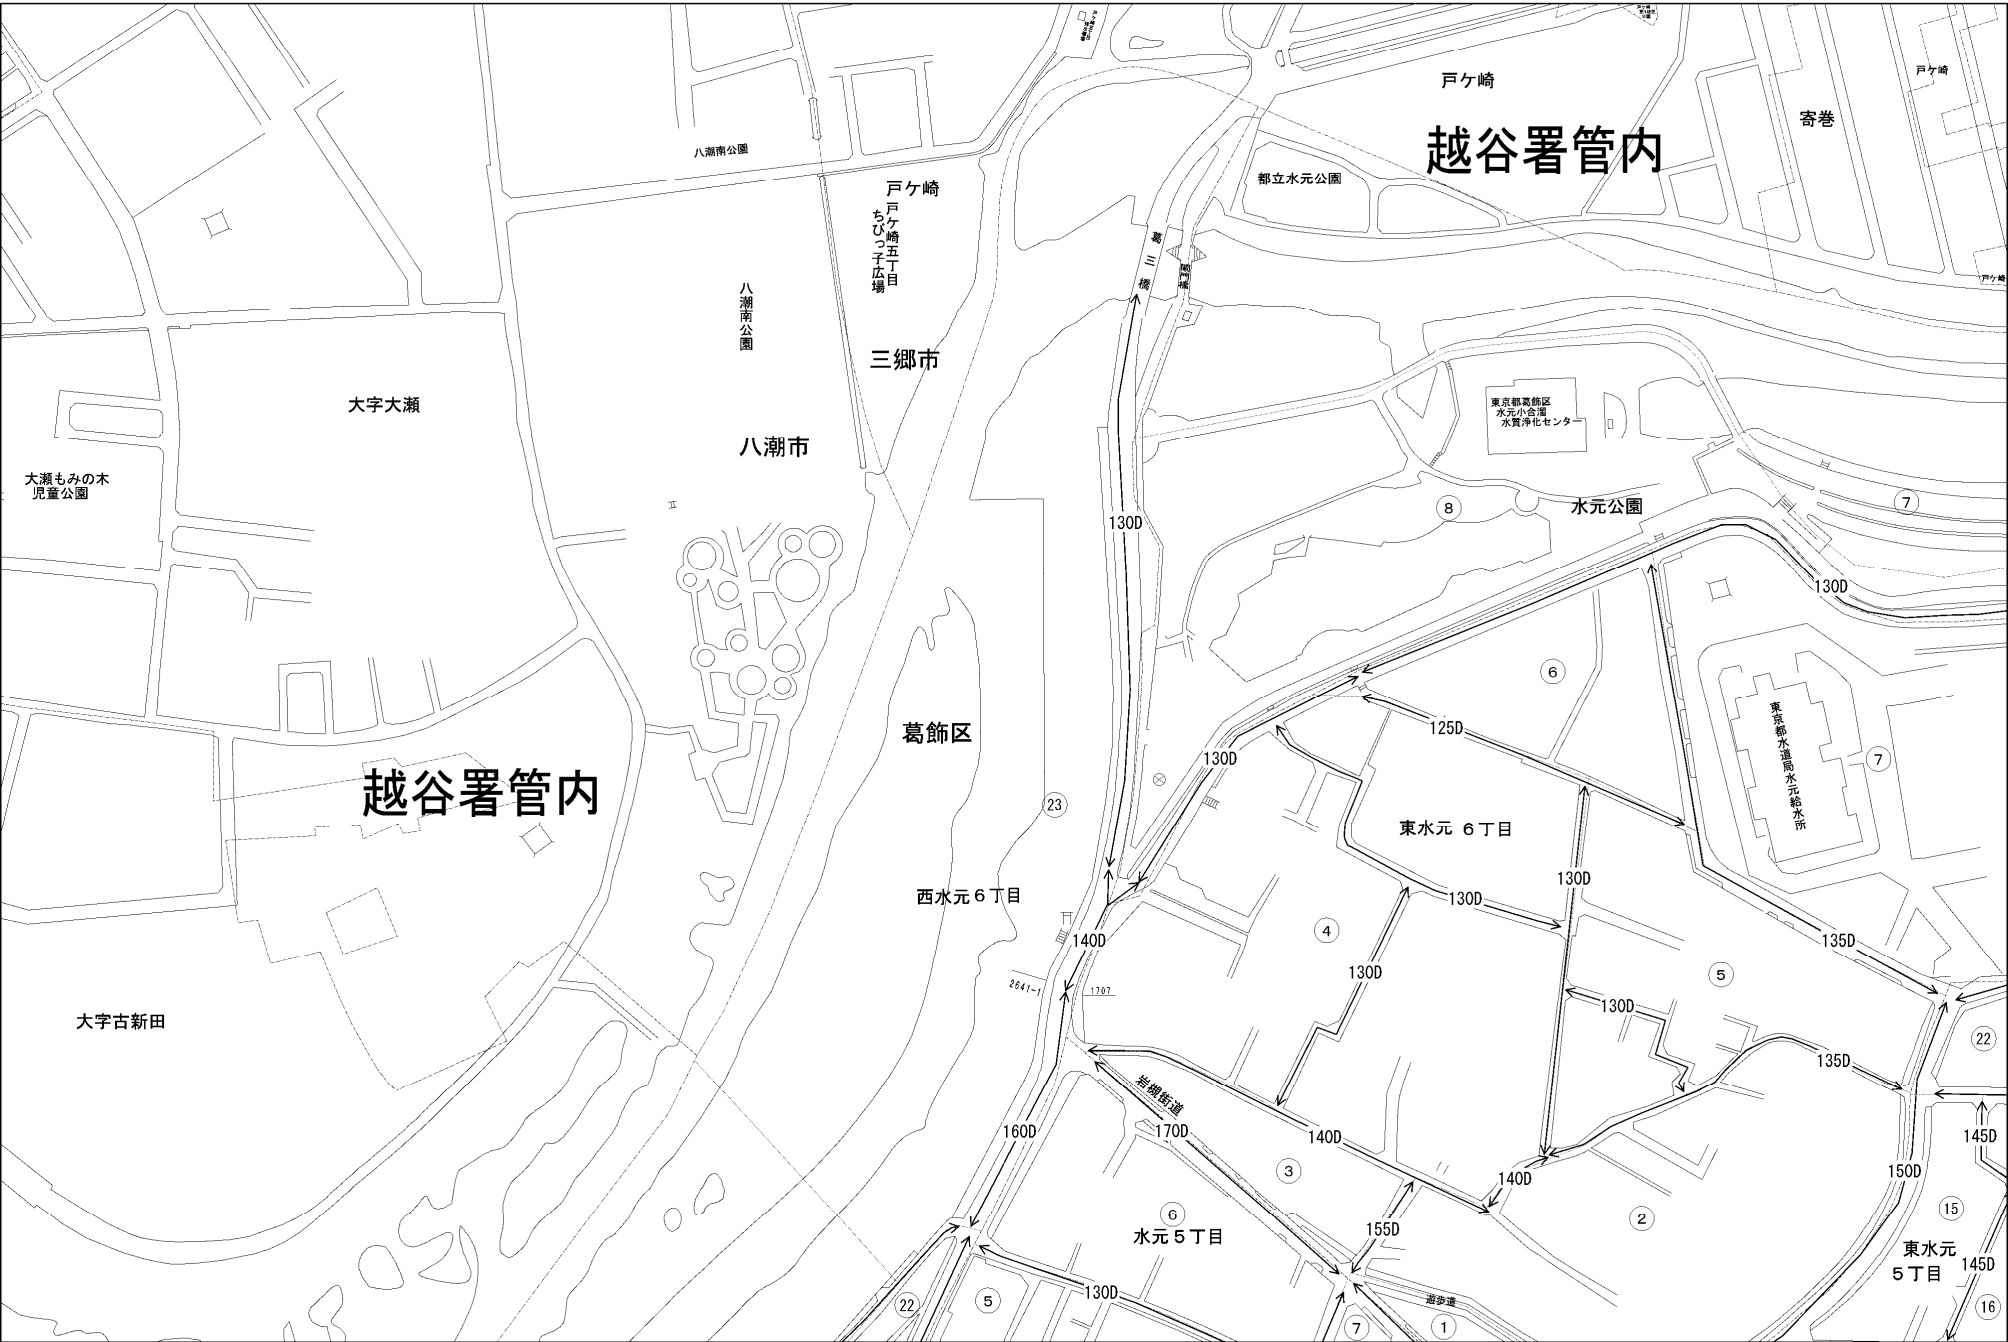 戸ケ崎
戸ケ崎
寄巻
越谷署管内
八潮南公園
都立水元公園
戸ケ崎
戸ケ崎五丁目
ちびっ子広場
葛三橋
閘門橋
戸ケ崎
八潮南公園
三郷市
大字大瀬
東京都葛飾区
水元小合溜
水質浄化センター
八潮市
大瀬もみの木
児童公園
水元公園
8
7
130D
130D
6
125D
東京都水道局水元給水所
葛飾区
130D
7
越谷署管内
23
東水元 6丁目
130D
西水元6丁目
130D
4
140D
135D
130D
5
2641-1
1707
130D
大字古新田
22
135D
岩槻街道
160D
170D
140D
145D
3
140D
150D
6
水元5丁目
155D
2
15
東水元
5丁目
145D
130D
22
5
遊歩道
7
1
16